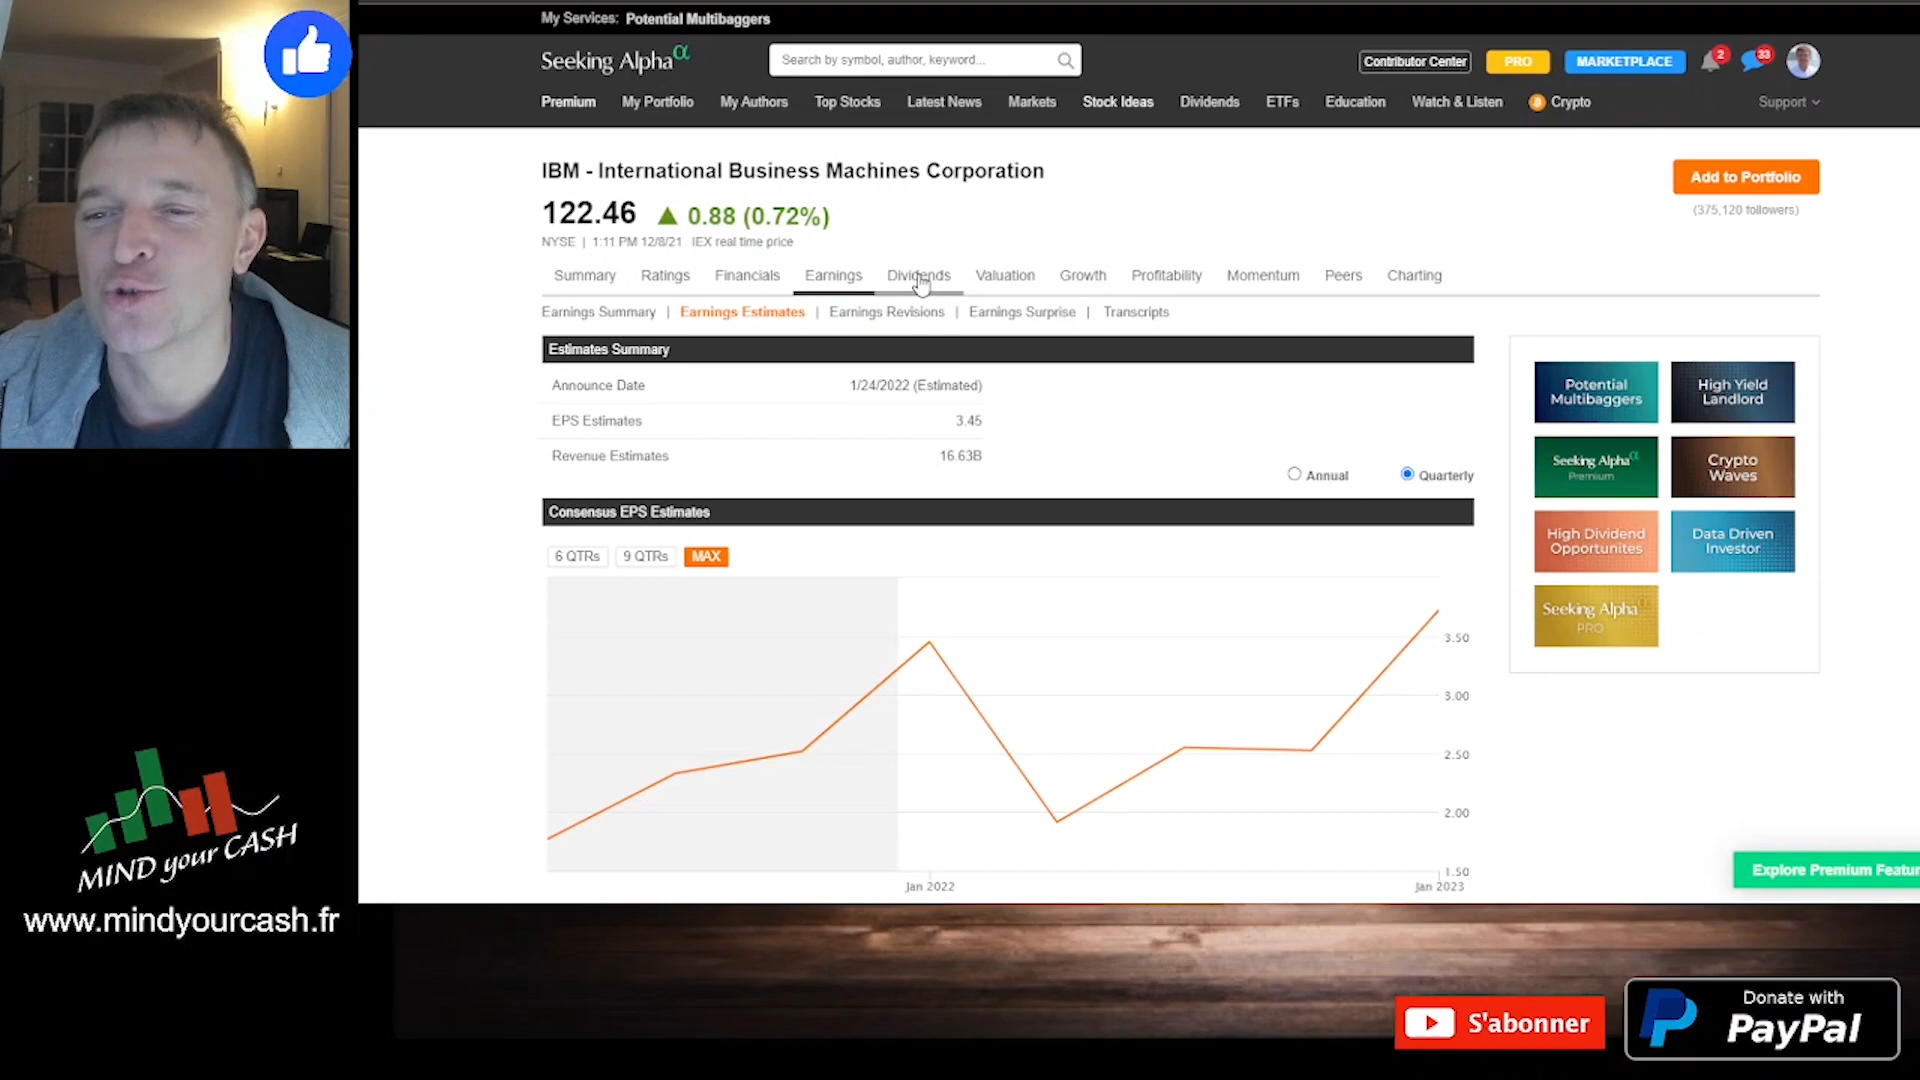 My Services: Potential Multibaggers
Seeking Alpha α
Search by symbol, author, keyword...
Contributor Center
PRO
MARKETPLACE
2
33
Premium My Portfolio My Authors Top Stocks Latest News Markets Stock Ideas Dividends ETFs Education Watch & Listen Crypto Support
IBM - International Business Machines Corporation
Add to Portfolio
(375,120 followers)
122.46 0.88 (0.72%)
NYSE | 1:11 PM 12/8/21 IEX real time price
Summary Ratings Financials Earnings Dividends Valuation Growth Profitability Momentum Peers Charting
Earnings Summary | Earnings Estimates | Earnings Revisions | Earnings Surprise | Transcripts
Estimates Summary
Announce Date 1/24/2022 (Estimated)
EPS Estimates 3.45
Revenue Estimates 16.63B
Annual Quarterly
Consensus EPS Estimates
6 QTRs 9 QTRs MAX
3.50
3.00
2.50
2.00
1.50
Jan 2022 Jan 2023
Potential
Multibaggers
High Yield
Landlord
Seeking Alpha α
Premium
Crypto
Waves
High Dividend
Opportunites
Data Driven
Investor
Seeking Alpha α
PRO
Explore Premium Featur
MIND your CASH
www.mindyourcash.fr
S'abonner
Donate with
PayPal